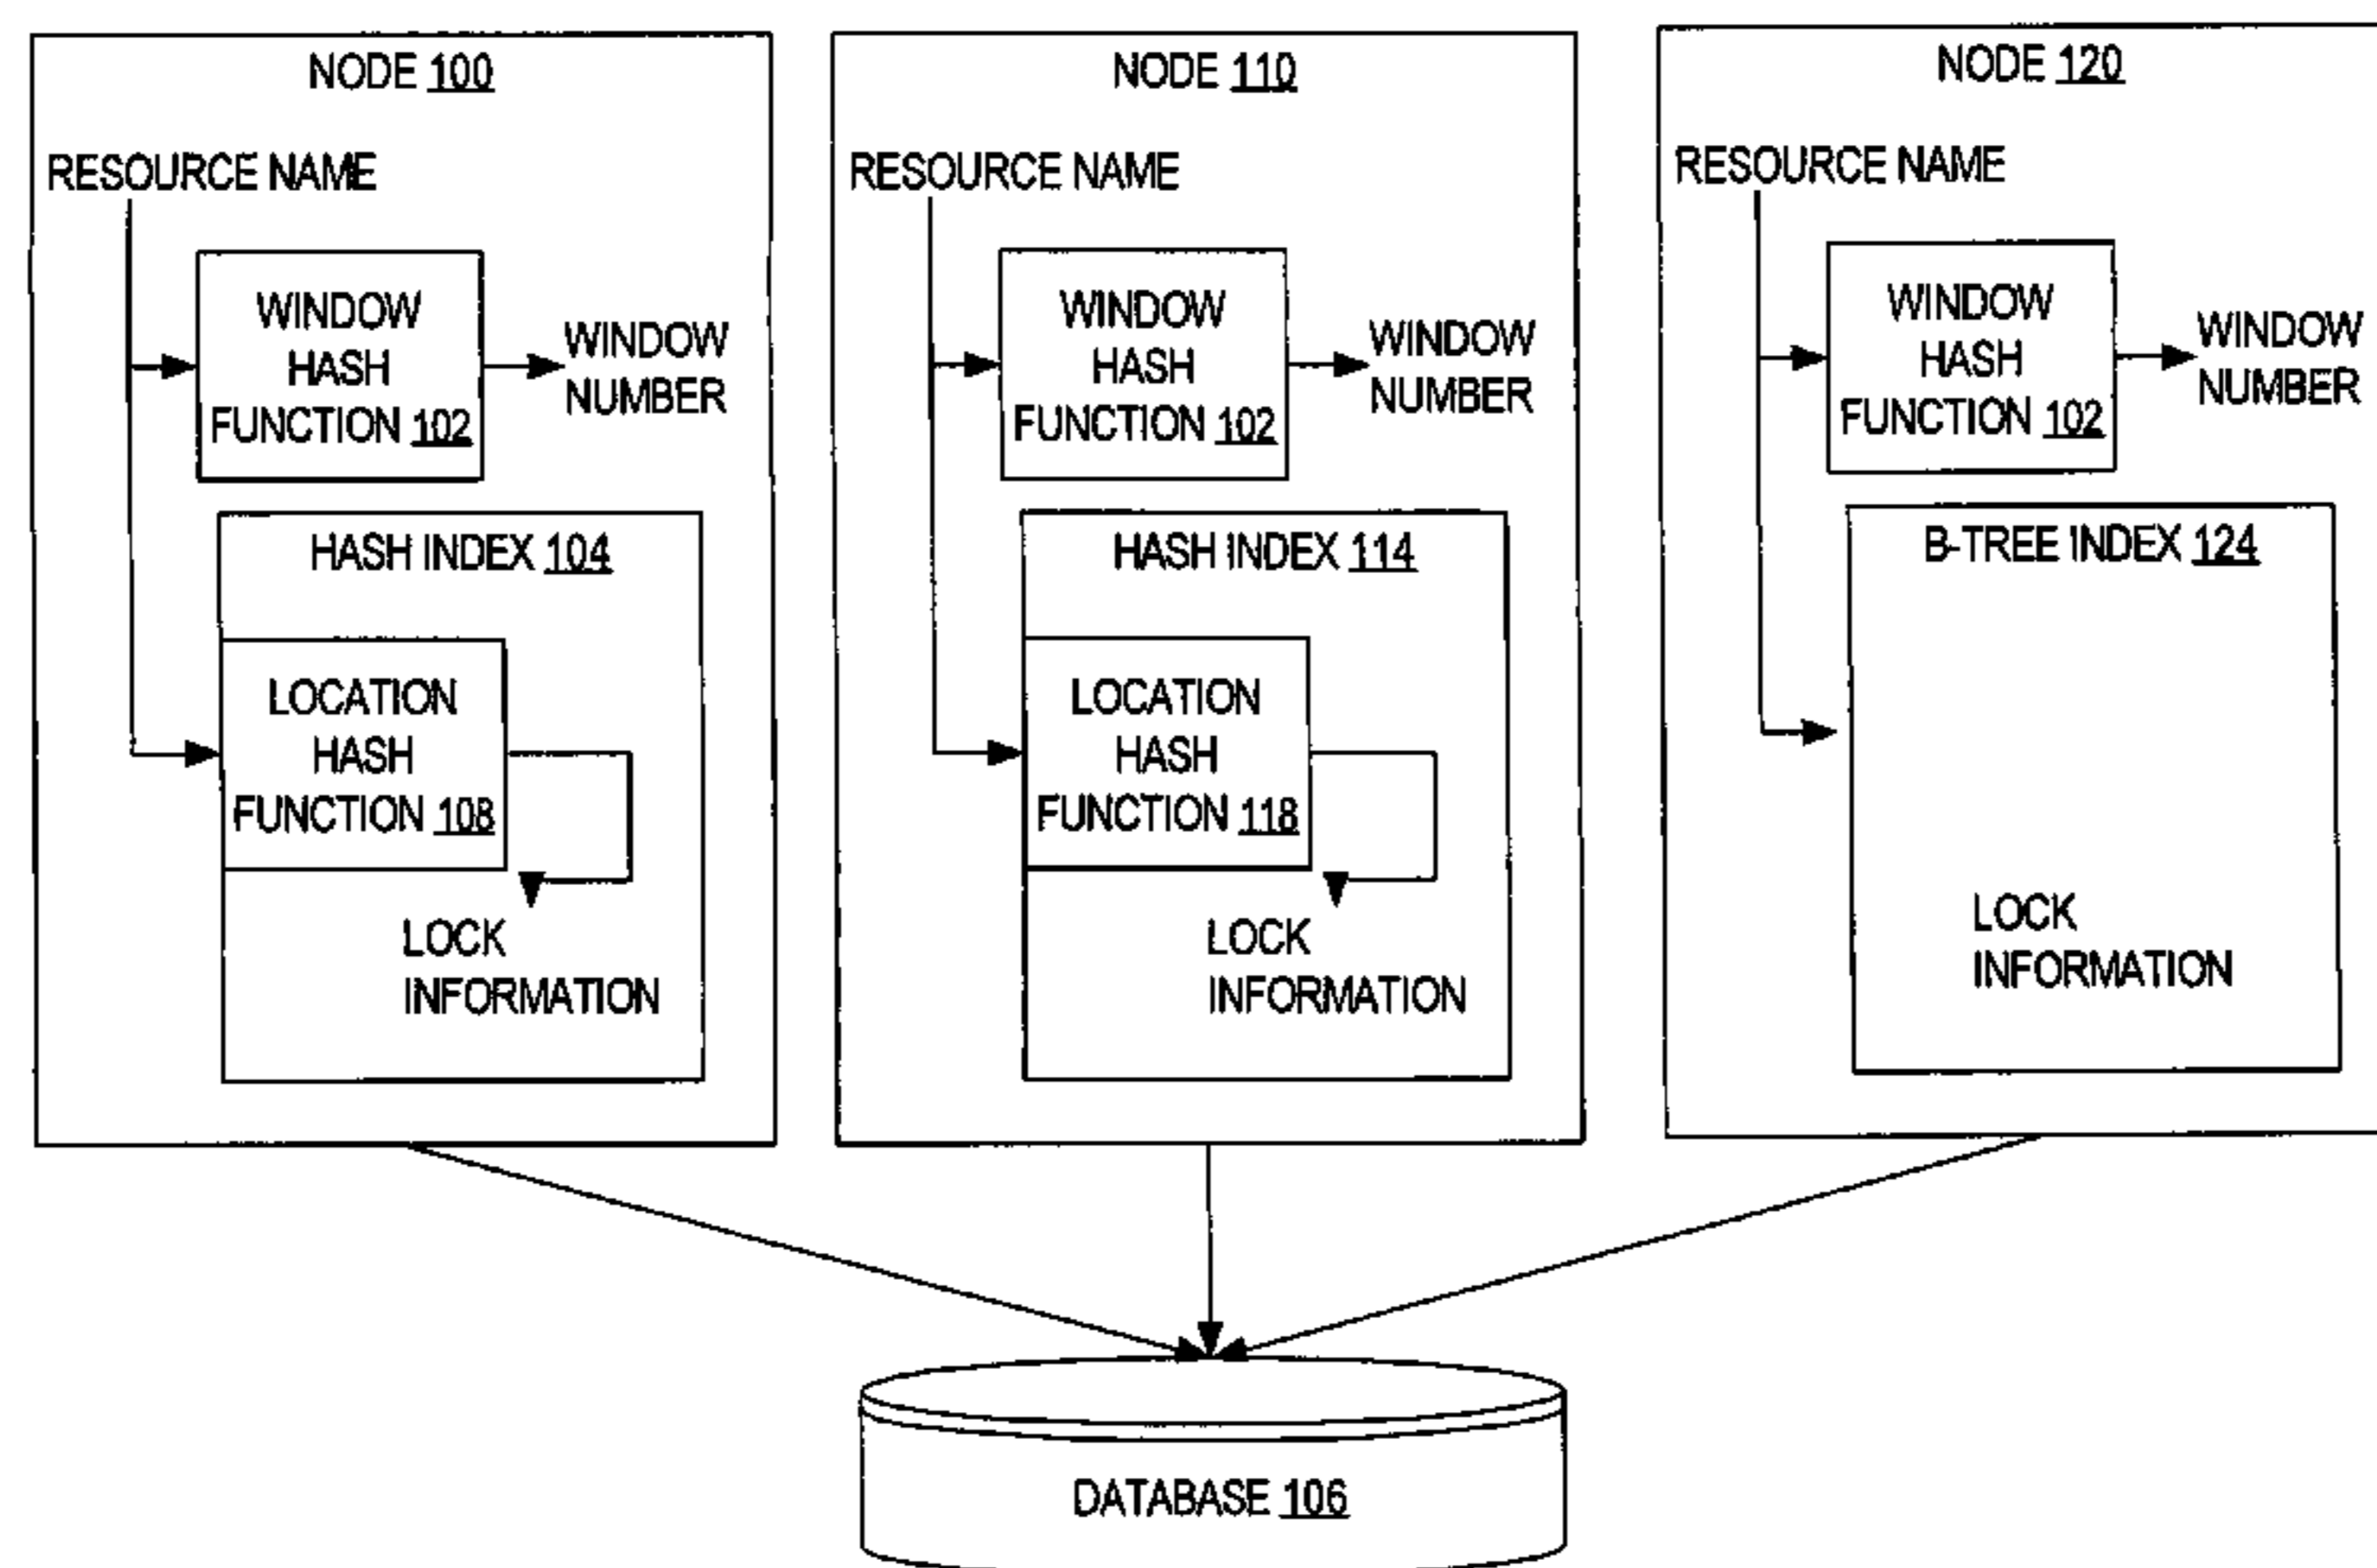 NODE 100
RESOURCE NAME
WINDOW
HASH
FUNCTION 102
WINDOW
NUMBER
HASH INDEX 104
LOCATION
HASH
FUNCTION 108
LOCK
INFORMATION
NODE 110
RESOURCE NAME
WINDOW
HASH
FUNCTION 102
WINDOW
NUMBER
HASH INDEX 114
LOCATION
HASH
FUNCTION 118
LOCK
INFORMATION
NODE 120
RESOURCE NAME
WINDOW
HASH
FUNCTION 102
WINDOW
NUMBER
B-TREE INDEX 124
LOCK
INFORMATION
DATABASE 106